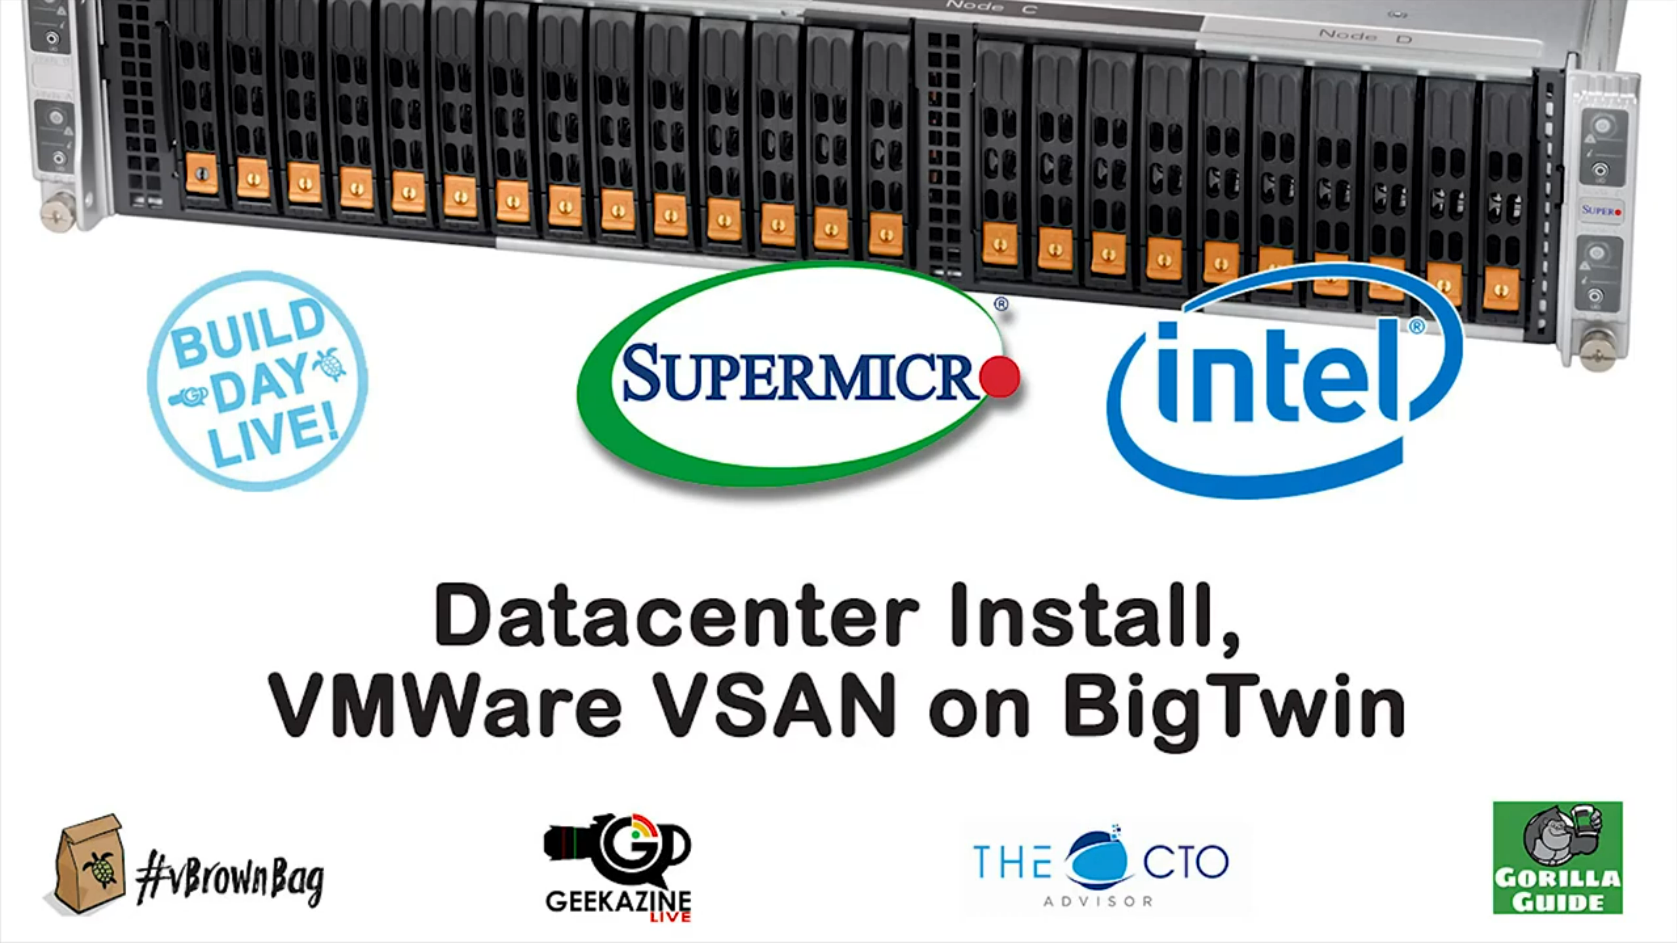 Node C
Node D
SUPER
BUILD
DAY
LIVE!
SUPERMICR
®
intel
®
Datacenter Install,
VMWare VSAN on BigTwin
#vBrownBag
G
GEEKAZINE
LIVE
THE CTO
ADVISOR
GORILLA
GUIDE